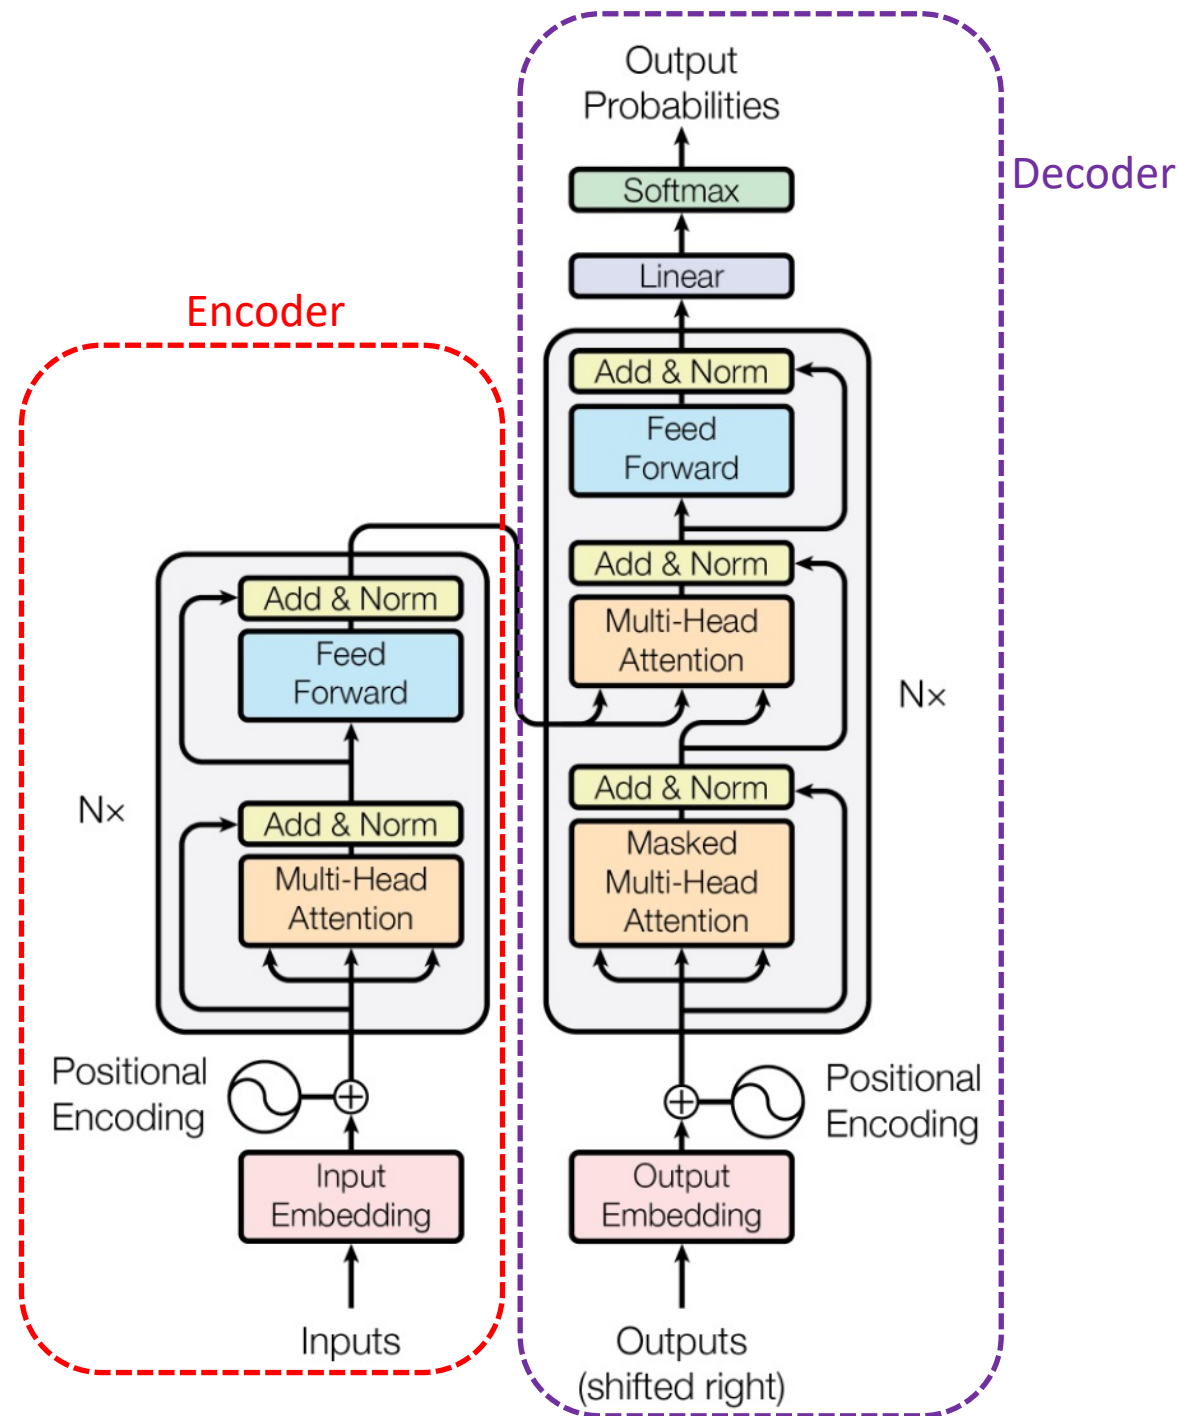 Output
Probabilities
Decoder
Softmax
Linear
Encoder
Add & Norm
Feed
Forward
Add & Norm
Multi-Head
Attention
Nx
Add & Norm
Masked
Multi-Head
Attention
Positional
Encoding
Output
Embedding
Outputs
(shifted right)
Add & Norm
Feed
Forward
Nx
Add & Norm
Multi-Head
Attention
Positional
Encoding
Input
Embedding
Inputs